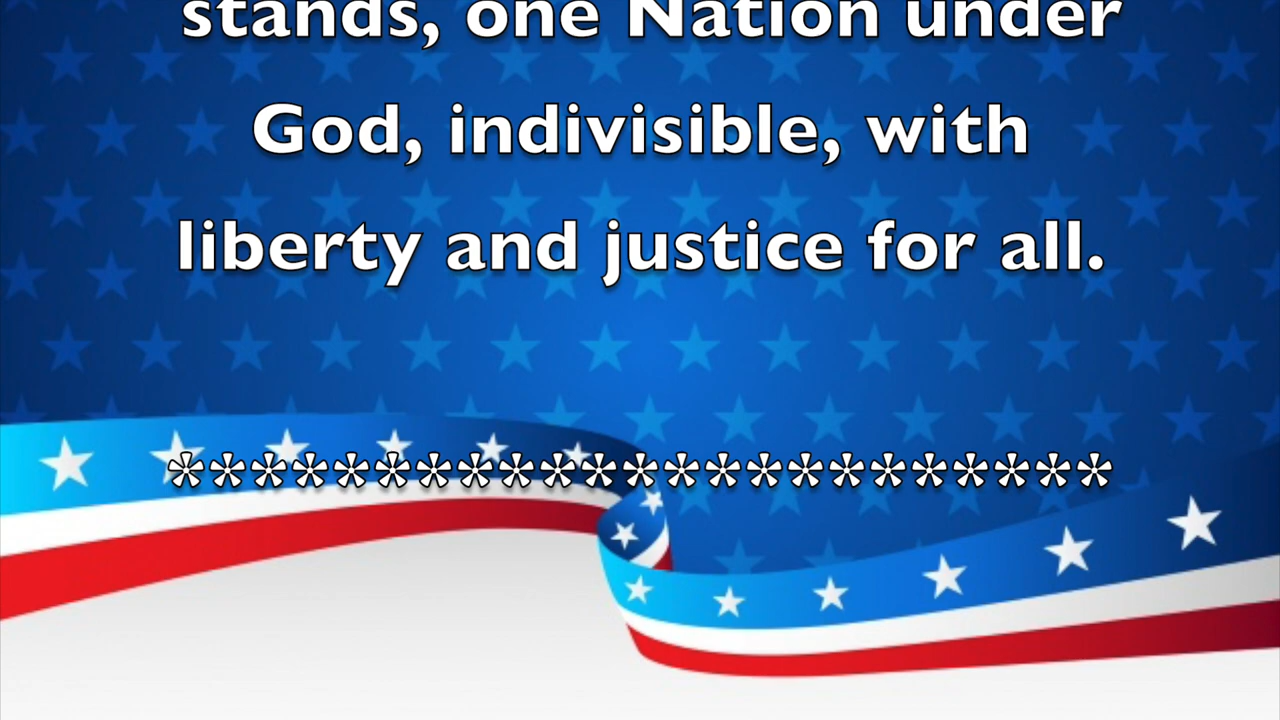 stands, one Nation under
God, indivisible, with
liberty and justice for all.
***********************